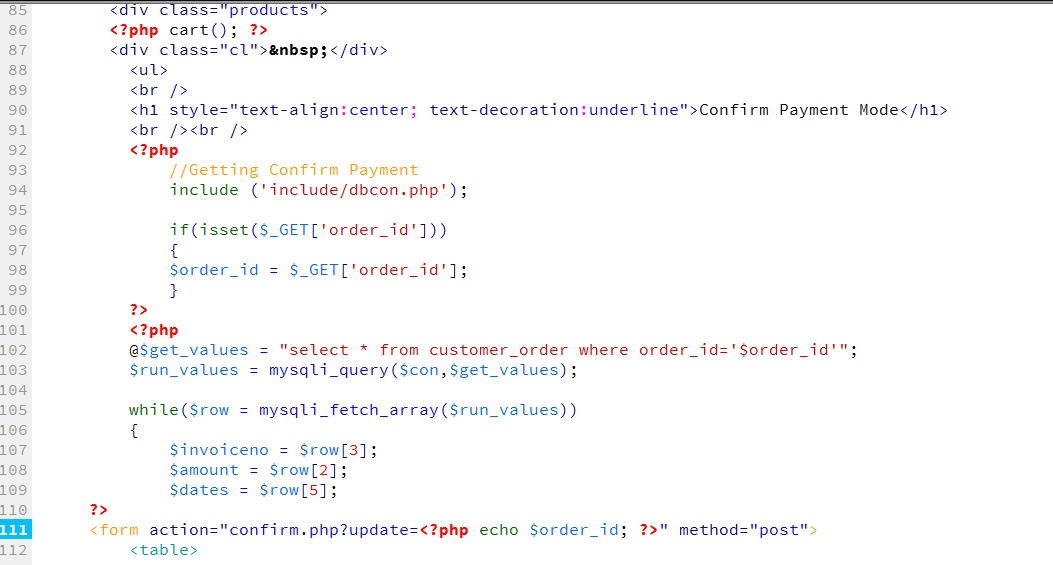 85 <div class="products">
86 <?php cart(); ?>
87 <div class="cl">&nbsp;</div>
88 <ul>
89 <br />
90 <h1 style="text-align:center; text-decoration:underline">Confirm Payment Mode</h1>
91 <br /><br />
92 <?php
93 //Getting Confirm Payment
94 include ('include/dbcon.php');
95
96 if(isset($_GET['order_id']))
97 {
98 $order_id = $_GET['order_id'];
99 }
100 ?>
101 <?php
102 @$get_values = "select * from customer_order where order_id='$order_id'";
103 $run_values = mysqli_query($con,$get_values);
104
105 while($row = mysqli_fetch_array($run_values))
106 {
107 $invoiceno = $row[3];
108 $amount = $row[2];
109 $dates = $row[5];
110 ?>
111 <form action="confirm.php?update=<?php echo $order_id; ?>" method="post">
112 <table>